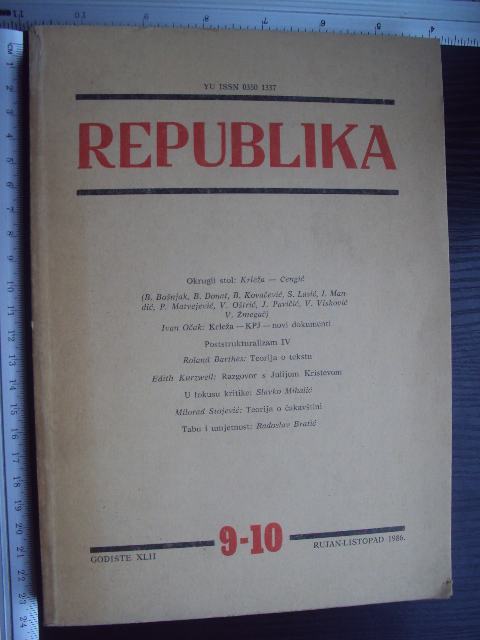 YU ISSN 0350 1337
REPUBLIKA
Okrugli stol: Krleža — Čengić
(B. Bošnjak, B. Donat, B. Kovačević, S. Lasić, I. Man-
dić, P. Matvejević, V. Oštrić, J. Pavičić, V. Visković
V. Žmegač)
Ivan Očak: Krleža — KPJ — novi dokumenti
Poststrukturalizam IV
Roland Barthes: Teorija o tekstu
Edith Kurzweil: Razgovor s Julijom Kristevom
U fokusu kritike: Slavko Mihalić
Milorad Stojević: Teorija o čakavštini
Tabu i umjetnost: Radoslav Bratić
9-10
GODIŠTE XLII
RUJAN-LISTOPAD 1986.